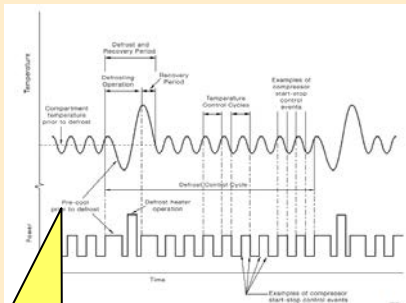 Defrost and
Recovery Period
Defrosting
Operation
Recovery
Period
Temperature
Control Cycles
Examples of
compressor
start-stop
control
events
Temperature
Compartment
temperature
prior to defrost
Defrost Control Cycle
Pre-cool
prior to defrost
Defrost heater
operation
Power
Time
Examples of compressor
start-stop control events